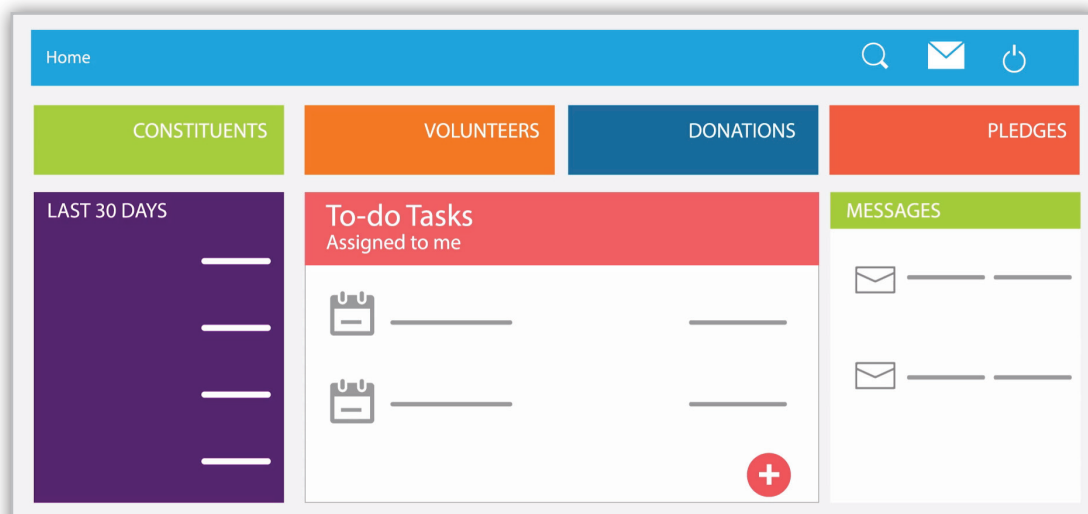 Home
CONSTITUENTS
VOLUNTEERS
DONATIONS
PLEDGES
LAST 30 DAYS
To-do Tasks
Assigned to me
MESSAGES